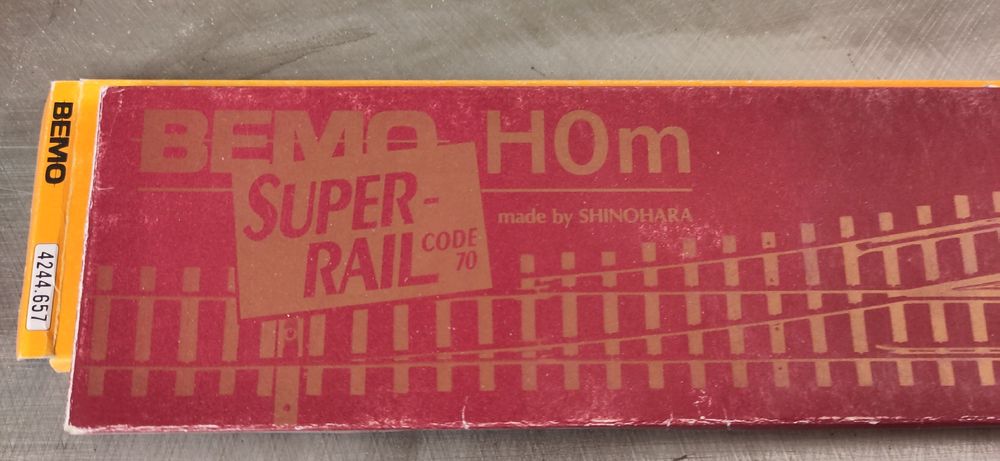 BEMO
4244.657
BEMO H0m
SUPER-
RAIL CODE
70
made by SHINOHARA